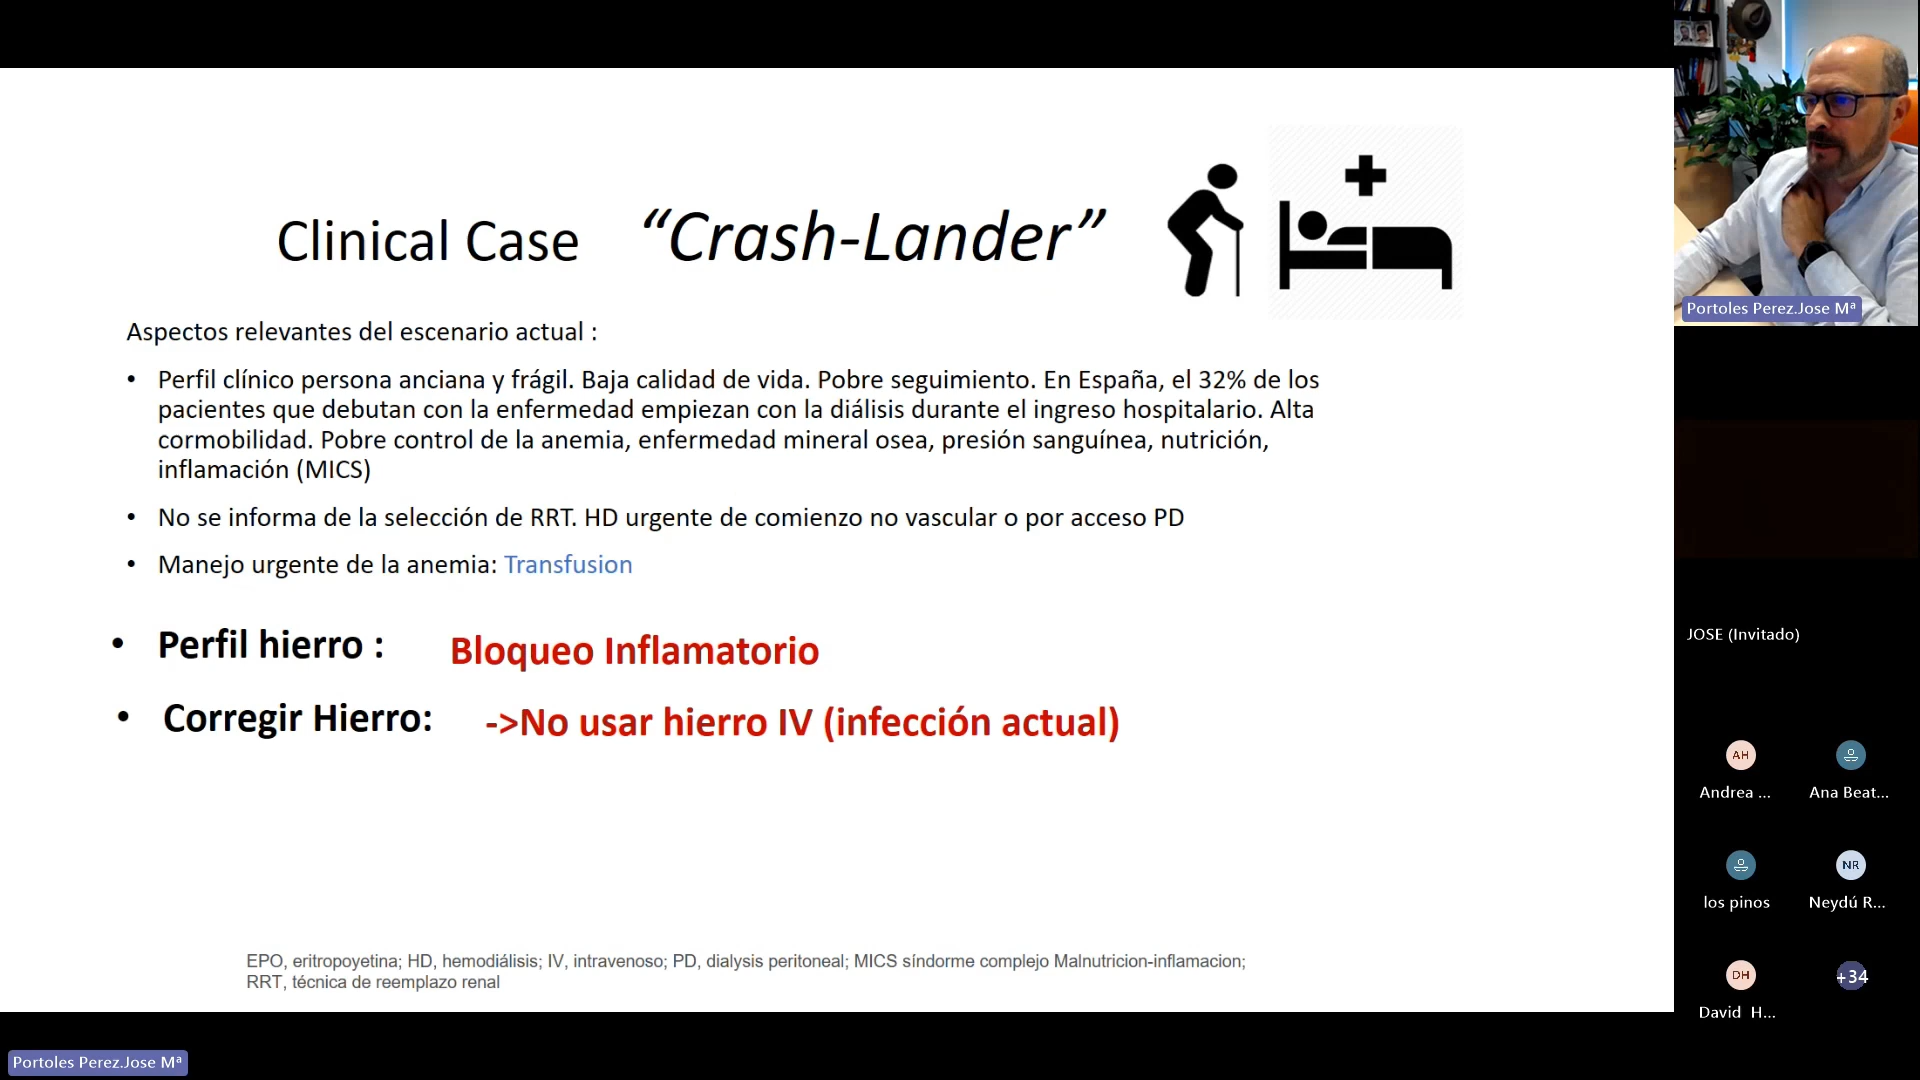 Clinical Case “Crash-Lander”
Aspectos relevantes del escenario actual :
• Perfil clínico persona anciana y frágil. Baja calidad de vida. Pobre seguimiento. En España, el 32% de los
pacientes que debutan con la enfermedad empiezan con la diálisis durante el ingreso hospitalario. Alta
cormobilidad. Pobre control de la anemia, enfermedad mineral osea, presión sanguínea, nutrición,
inflamación (MICS)
• No se informa de la selección de RRT. HD urgente de comienzo no vascular o por acceso PD
• Manejo urgente de la anemia: Transfusion
• Perfil hierro : Bloqueo Inflamatorio
• Corregir Hierro: ->No usar hierro IV (infección actual)
EPO, eritropoyetina; HD, hemodiálisis; IV, intravenoso; PD, dialysis peritoneal; MICS síndorme complejo Malnutricion-inflamacion;
RRT, técnica de reemplazo renal
Portoles Perez.Jose Mª
JOSE (Invitado)
AH
Andrea ...
Ana Beat...
los pinos
NR
Neydú R...
DH
David H...
+34
Portoles Perez.Jose Mª